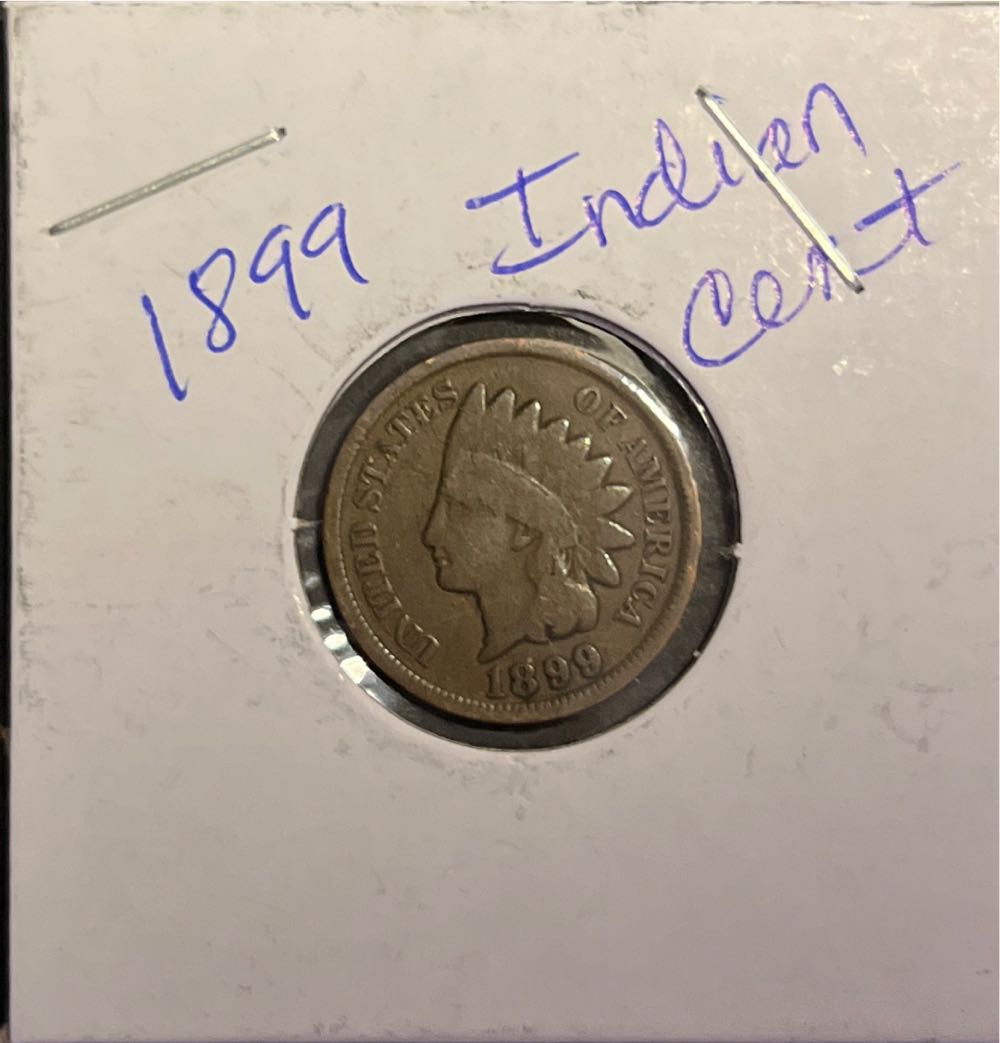 1899 Indian
Cent
UNITED STATES OF AMERICA
1899